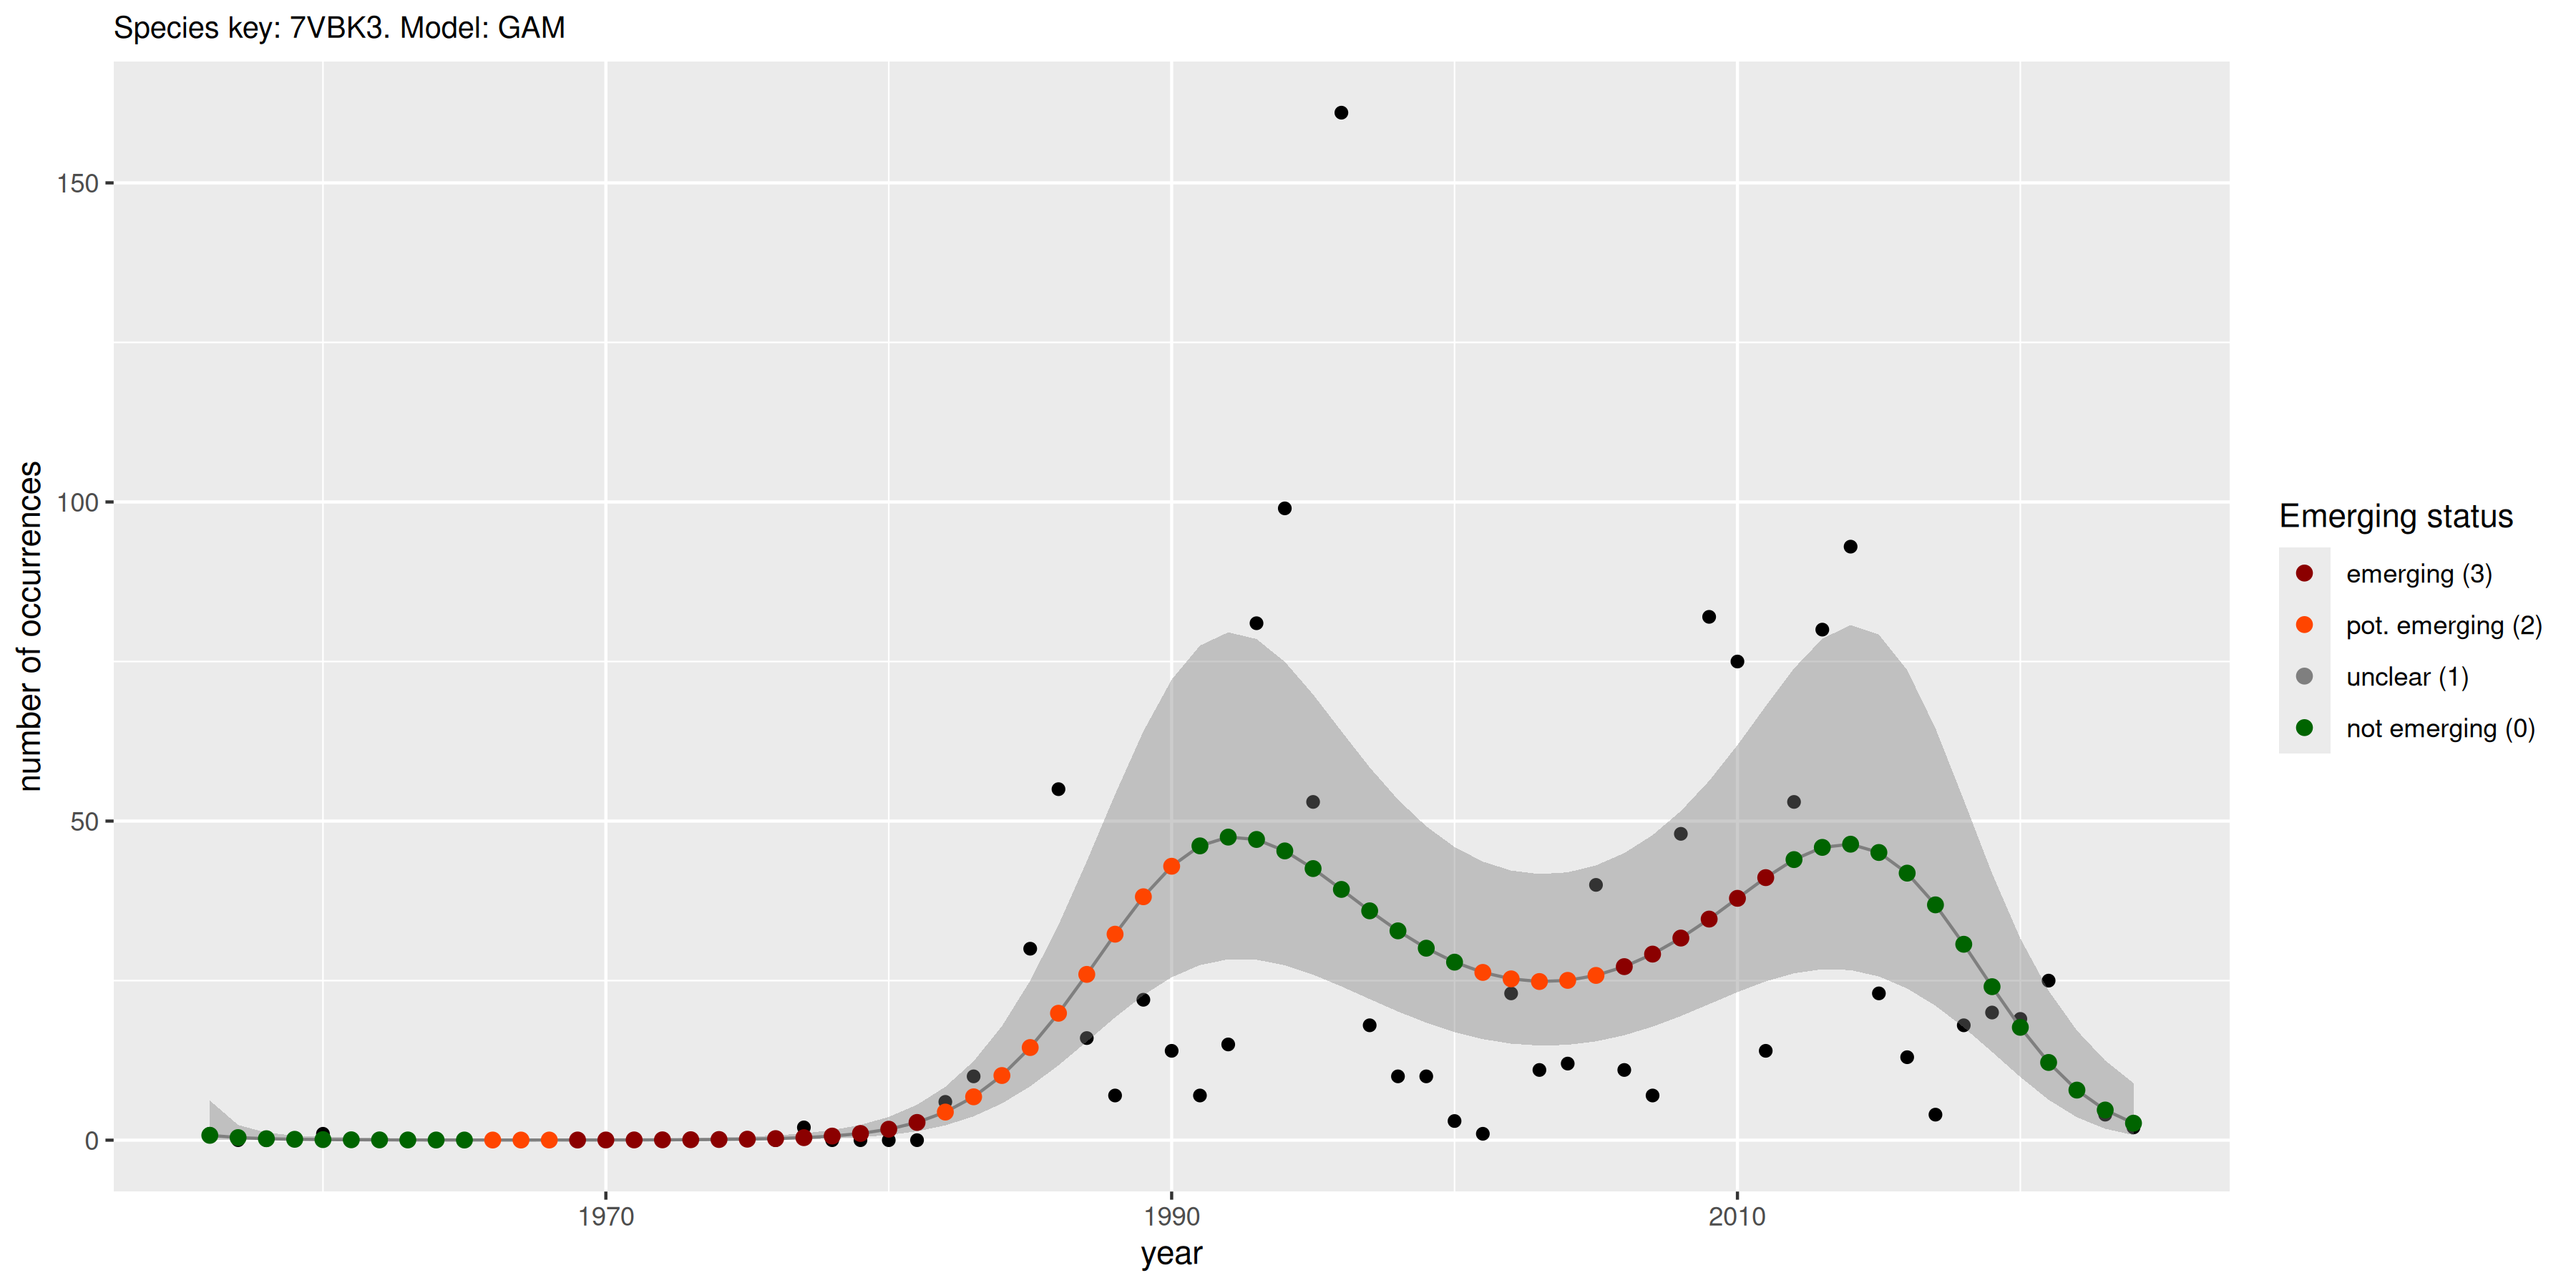 Species key: 7VBK3. Model: GAM
150
100
50
0
number of occurrences
1970
1990
2010
year
Emerging status
emerging (3)
pot. emerging (2)
unclear (1)
not emerging (0)